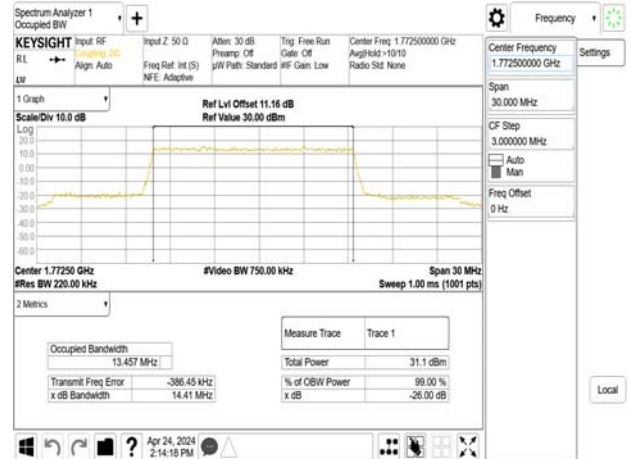 Spectrum Analyzer 1
Occupied BW
+
Frequency
KEYSIGHT
Input: RF
Coupling: DC
Align: Auto
Input Z: 50 Ω
Freq Ref: Int (S)
NFE: Adaptive
Atten: 30 dB
Preamp: Off
µW Path: Standard
Trig: Free Run
Gate: Off
#IF Gain: Low
Center Freq: 1.772500000 GHz
Avg|Hold:>10/10
Radio Std: None
RL
Center Frequency
1.772500000 GHz
Settings
Span
30.000 MHz
CF Step
3.000000 MHz
Auto
Man
Freq Offset
0 Hz
Local
1 Graph
Scale/Div 10.0 dB
Ref Lvl Offset 11.16 dB
Ref Value 30.00 dBm
Log
20.0
10.0
0.00
-10.0
-20.0
-30.0
-40.0
-50.0
-60.0
Center 1.77250 GHz
#Video BW 750.00 kHz
Span 30 MHz
#Res BW 220.00 kHz
Sweep 1.00 ms (1001 pts)
2 Metrics
Measure Trace
Trace 1
Occupied Bandwidth
13.457 MHz
Total Power
31.1 dBm
Transmit Freq Error
-386.45 kHz
% of OBW Power
99.00 %
x dB Bandwidth
14.41 MHz
x dB
-26.00 dB
?
Apr 24, 2024
2:14:18 PM